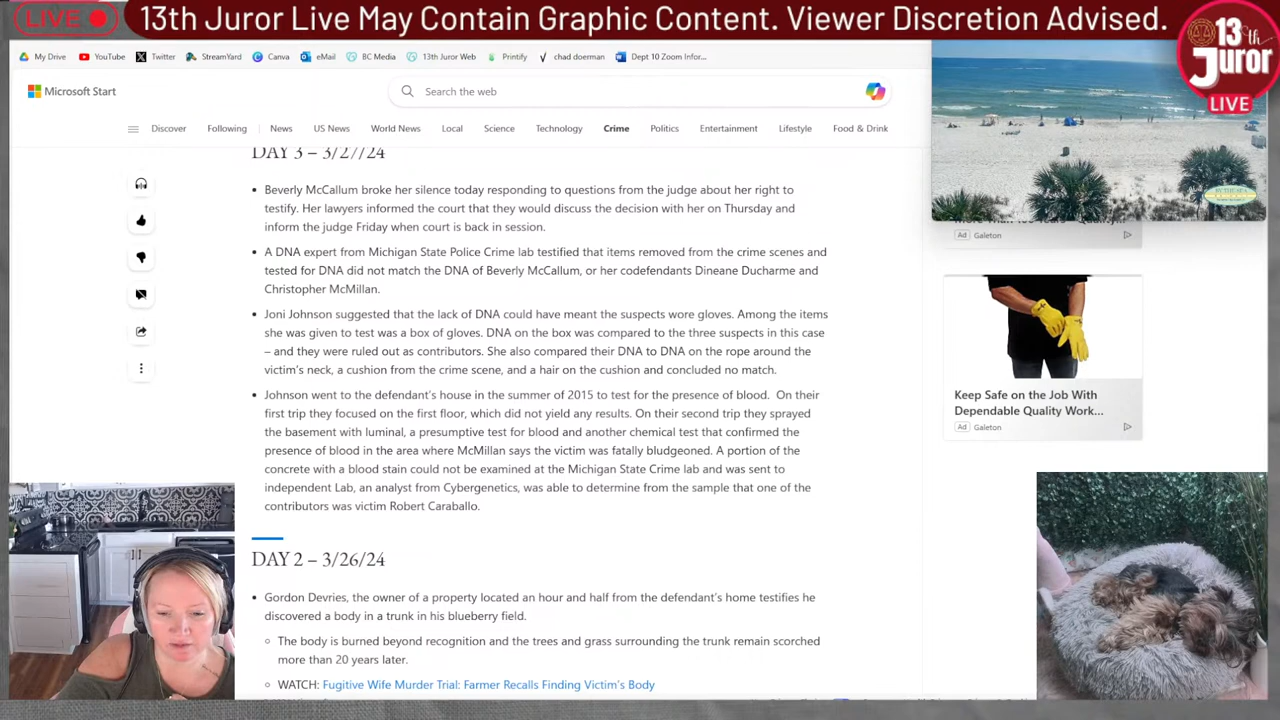 LIVE
13th Juror Live May Contain Graphic Content. Viewer Discretion Advised.
13th
Juror
LIVE
My Drive YouTube Twitter StreamYard Canva eMail BC Media 13th Juror Web Printify chad doerman Dept 10 Zoom Infor...
Microsoft Start
Search the web
Discover Following News US News World News Local Science Technology Crime Politics Entertainment Lifestyle Food & Drink
DAY 3 – 3/27/24
Beverly McCallum broke her silence today responding to questions from the judge about her right to
testify. Her lawyers informed the court that they would discuss the decision with her on Thursday and
inform the judge Friday when court is back in session.
A DNA expert from Michigan State Police Crime lab testified that items removed from the crime scenes and
tested for DNA did not match the DNA of Beverly McCallum, or her codefendants Dineane Ducharme and
Christopher McMillan.
Joni Johnson suggested that the lack of DNA could have meant the suspects wore gloves. Among the items
she was given to test was a box of gloves. DNA on the box was compared to the three suspects in this case
– and they were ruled out as contributors. She also compared their DNA to DNA on the rope around the
victim's neck, a cushion from the crime scene, and a hair on the cushion and concluded no match.
Johnson went to the defendant's house in the summer of 2015 to test for the presence of blood. On their
first trip they focused on the first floor, which did not yield any results. On their second trip they sprayed
the basement with luminal, a presumptive test for blood and another chemical test that confirmed the
presence of blood in the area where McMillan says the victim was fatally bludgeoned. A portion of the
concrete with a blood stain could not be examined at the Michigan State Crime lab and was sent to
independent Lab, an analyst from Cybergenetics, was able to determine from the sample that one of the
contributors was victim Robert Caraballo.
DAY 2 – 3/26/24
Gordon Devries, the owner of a property located an hour and half from the defendant's home testifies he
discovered a body in a trunk in his blueberry field.
The body is burned beyond recognition and the trees and grass surrounding the trunk remain scorched
more than 20 years later.
WATCH: Fugitive Wife Murder Trial: Farmer Recalls Finding Victim's Body
Ad Galeton
Keep Safe on the Job With
Dependable Quality Work...
Ad Galeton